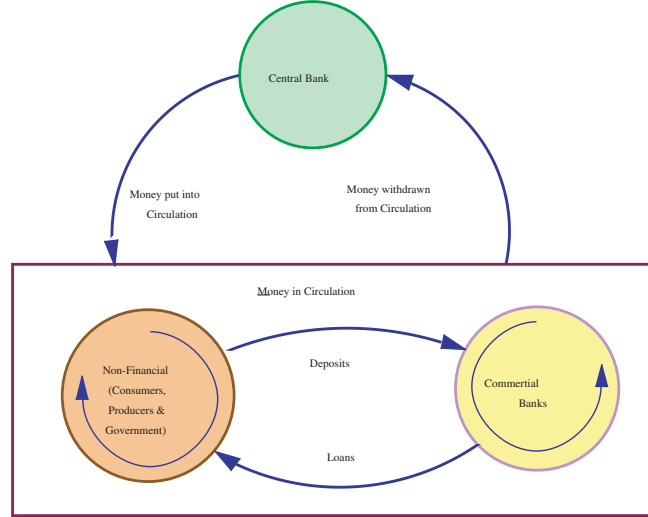 Central Bank
Money put into
Circulation
Money withdrawn
from Circulation
Money in Circulation
Deposits
Non-Financial
(Consumers,
Producers &
Government)
Commertial
Banks
Loans